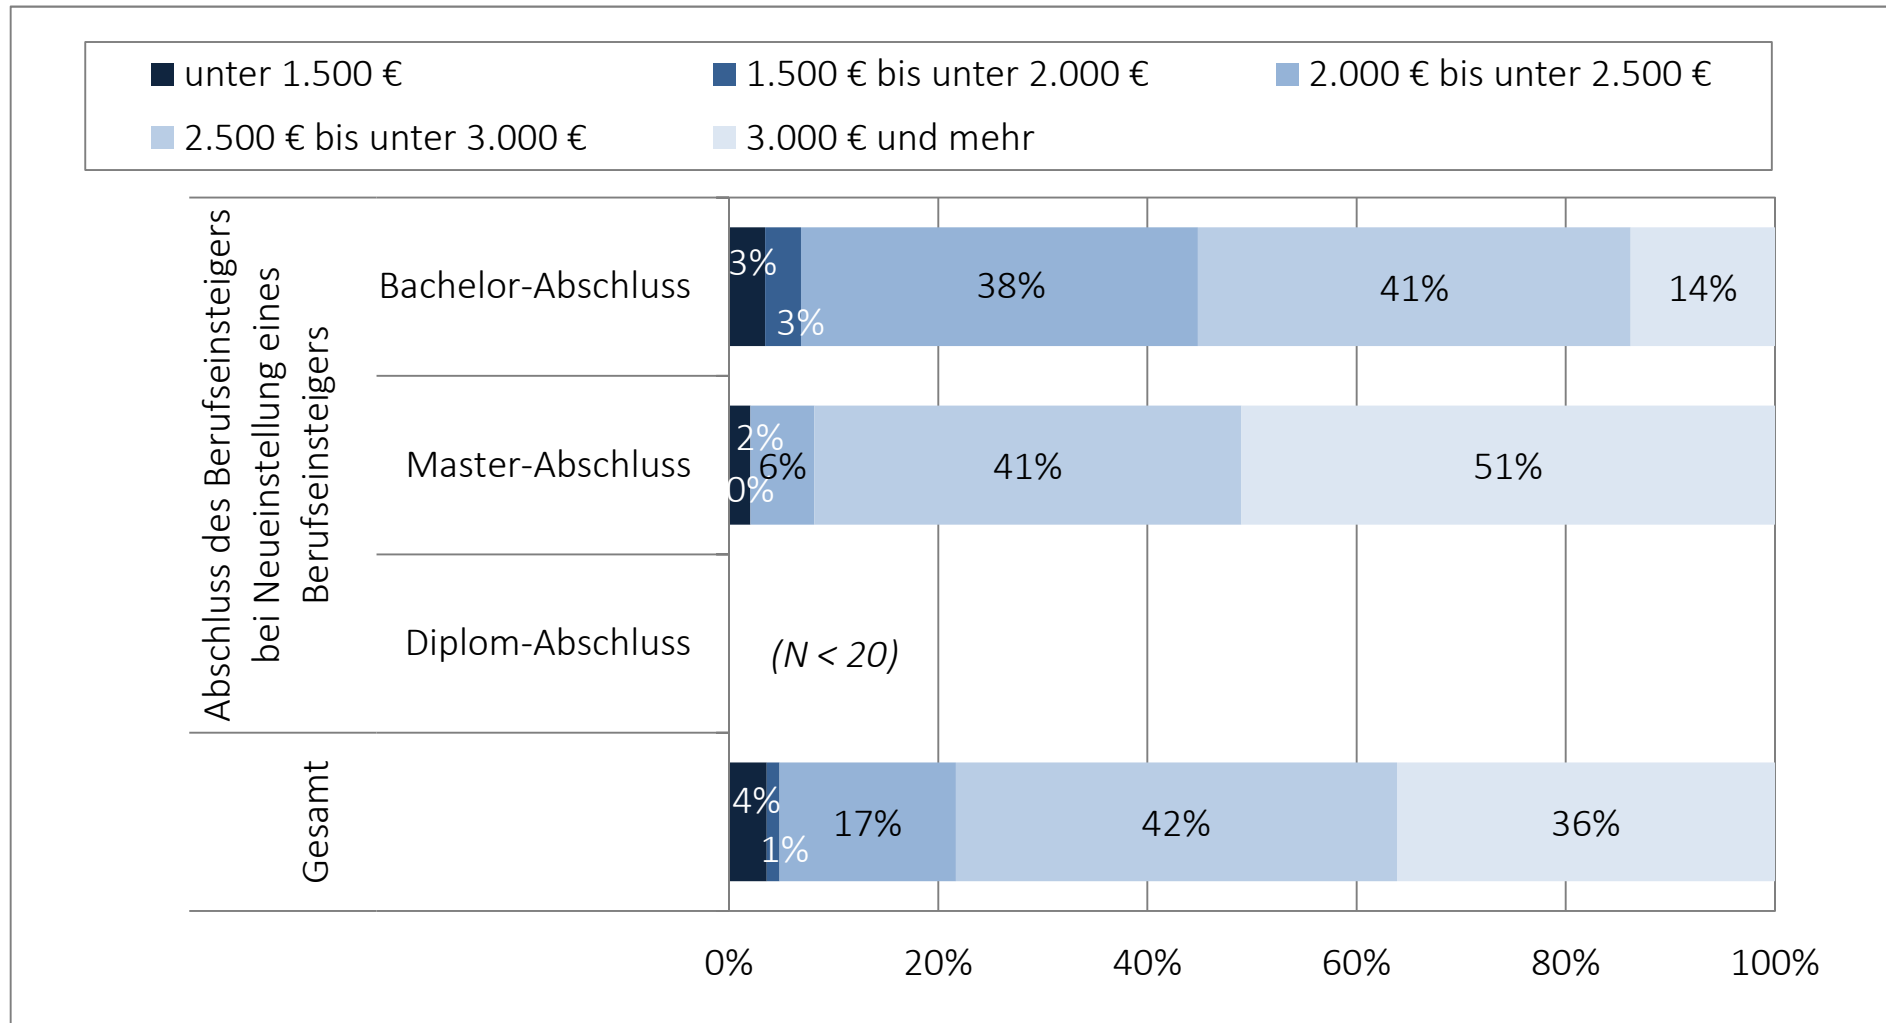 unter 1.500 €
1.500 € bis unter 2.000 €
2.000 € bis unter 2.500 €
2.500 € bis unter 3.000 €
3.000 € und mehr
Abschluss des Berufseinsteigers
bei Neueinstellung eines
Berufseinsteigers
Bachelor-Abschluss
3%
3%
38%
41%
14%
Master-Abschluss
2%
0%
6%
41%
51%
Diplom-Abschluss
(N < 20)
Gesamt
4%
1%
17%
42%
36%
0%
20%
40%
60%
80%
100%